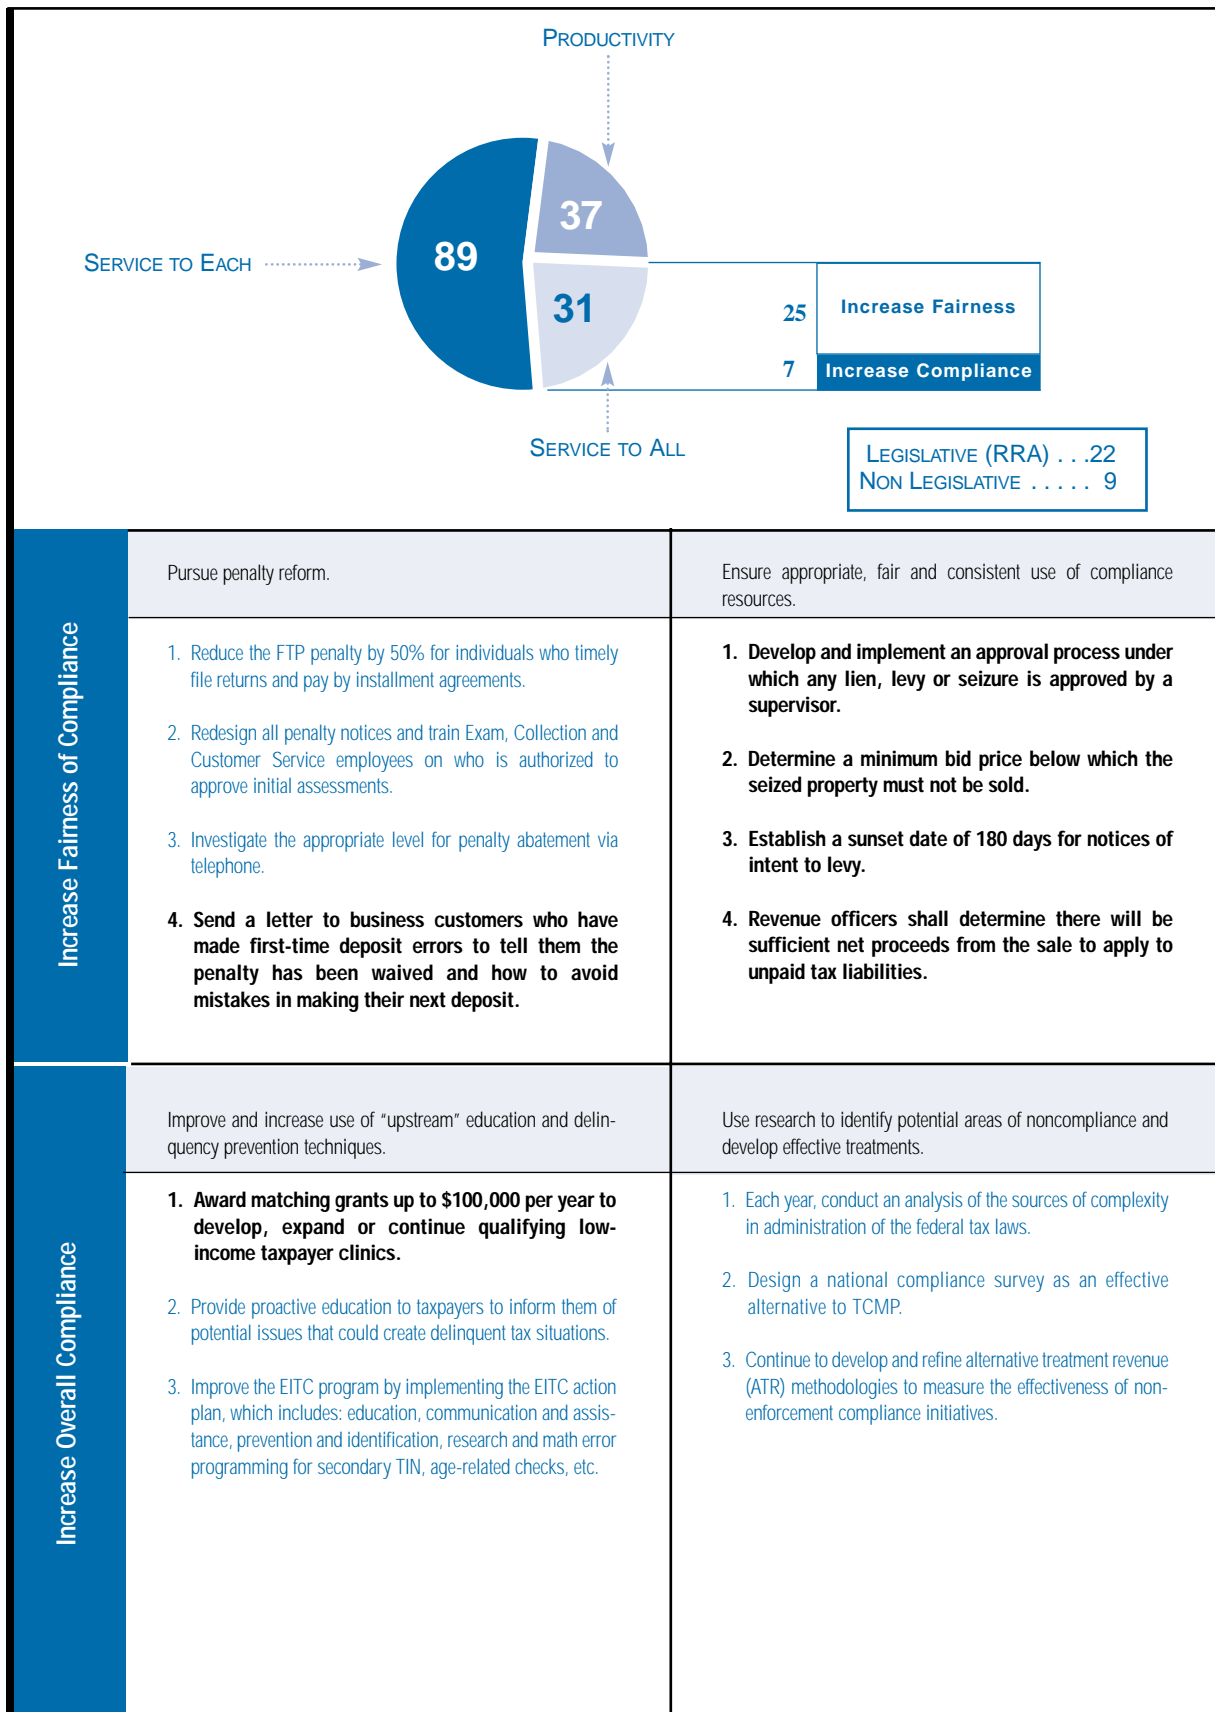 PRODUCTIVITY
37
SERVICE TO EACH
89
31
25
Increase Fairness
7
Increase Compliance
SERVICE TO ALL
LEGISLATIVE (RRA) . . .22
NON LEGISLATIVE . . . . . 9
Increase Fairness of Compliance
Pursue penalty reform.
1. Reduce the FTP penalty by 50% for individuals who timely
file returns and pay by installment agreements.
2. Redesign all penalty notices and train Exam, Collection and
Customer Service employees on who is authorized to
approve initial assessments.
3. Investigate the appropriate level for penalty abatement via
telephone.
4. Send a letter to business customers who have
made first-time deposit errors to tell them the
penalty has been waived and how to avoid
mistakes in making their next deposit.
Ensure appropriate, fair and consistent use of compliance
resources.
1. Develop and implement an approval process under
which any lien, levy or seizure is approved by a
supervisor.
2. Determine a minimum bid price below which the
seized property must not be sold.
3. Establish a sunset date of 180 days for notices of
intent to levy.
4. Revenue officers shall determine there will be
sufficient net proceeds from the sale to apply to
unpaid tax liabilities.
Increase Overall Compliance
Improve and increase use of “upstream” education and delin-
quency prevention techniques.
1. Award matching grants up to $100,000 per year to
develop, expand or continue qualifying low-
income taxpayer clinics.
2. Provide proactive education to taxpayers to inform them of
potential issues that could create delinquent tax situations.
3. Improve the EITC program by implementing the EITC action
plan, which includes: education, communication and assis-
tance, prevention and identification, research and math error
programming for secondary TIN, age-related checks, etc.
Use research to identify potential areas of noncompliance and
develop effective treatments.
1. Each year, conduct an analysis of the sources of complexity
in administration of the federal tax laws.
2. Design a national compliance survey as an effective
alternative to TCMP.
3. Continue to develop and refine alternative treatment revenue
(ATR) methodologies to measure the effectiveness of non-
enforcement compliance initiatives.